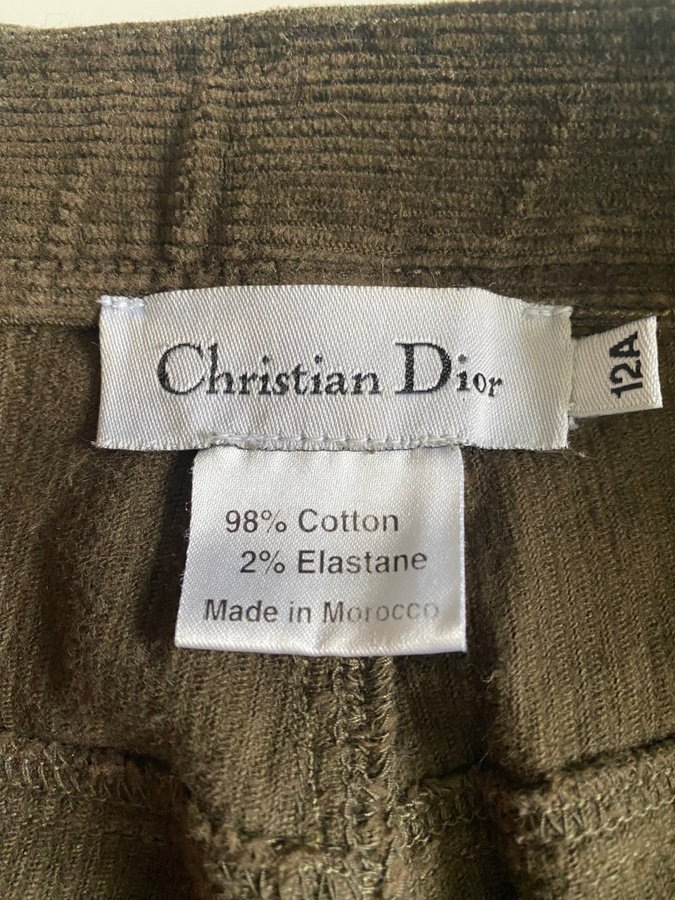 Christian Dior
12A
98% Cotton
2% Elastane
Made in Morocco